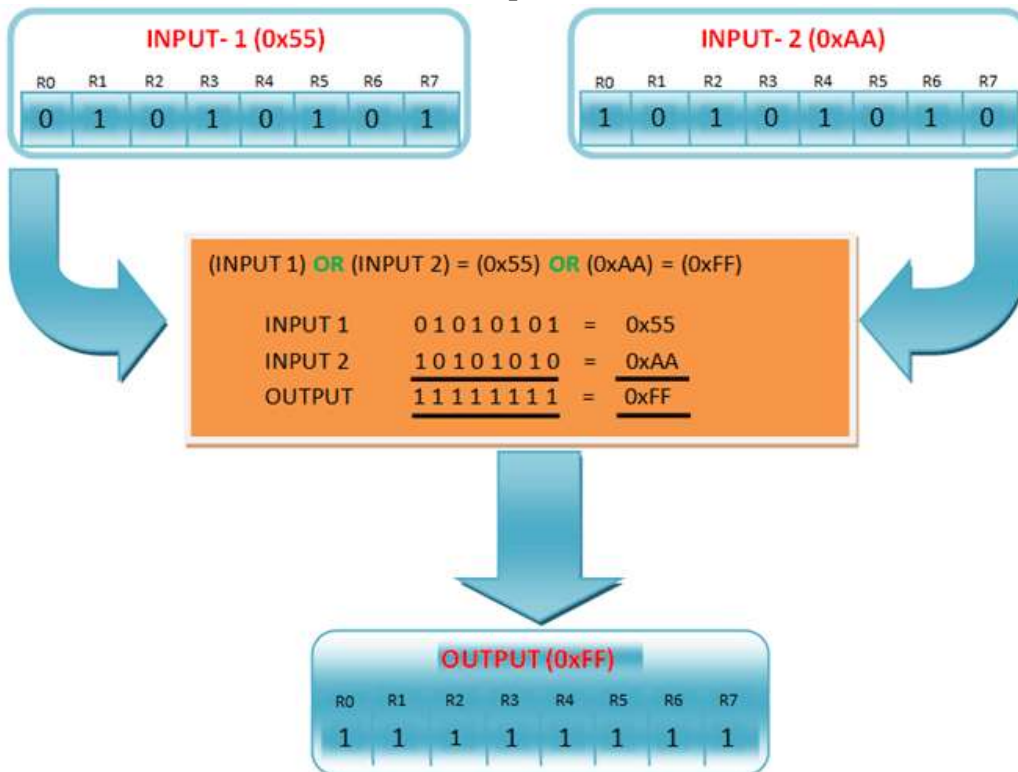 INPUT- 1 (0x55)
R0 R1 R2 R3 R4 R5 R6 R7
0 1 0 1 0 1 0 1
INPUT- 2 (0xAA)
R0 R1 R2 R3 R4 R5 R6 R7
1 0 1 0 1 0 1 0
(INPUT 1) OR (INPUT 2) = (0x55) OR (0xAA) = (0xFF)
INPUT 1 0 1 0 1 0 1 0 1 = 0x55
INPUT 2 1 0 1 0 1 0 1 0 = 0xAA
OUTPUT 1 1 1 1 1 1 1 1 = 0xFF
OUTPUT (0xFF)
R0 R1 R2 R3 R4 R5 R6 R7
1 1 1 1 1 1 1 1